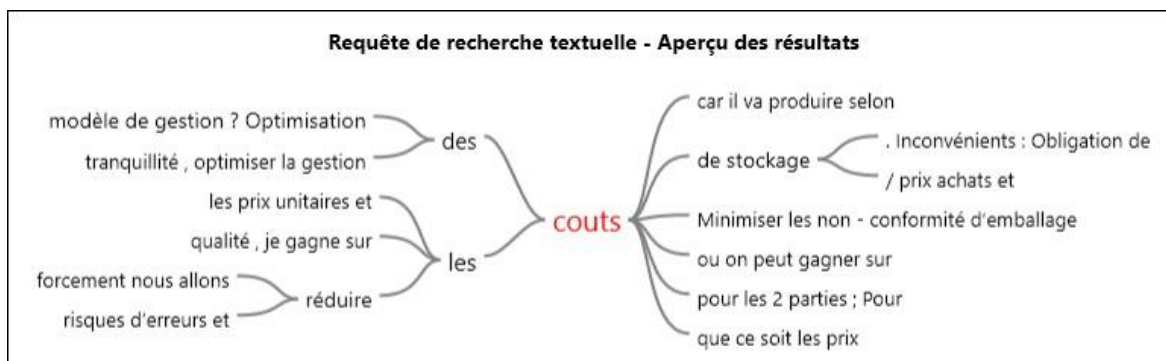 Requête de recherche textuelle - Aperçu des résultats
modèle de gestion ? Optimisation
tranquillité , optimiser la gestion
des
les prix unitaires et
qualité , je gagne sur
les
forcement nous allons
risques d'erreurs et
réduire
couts
car il va produire selon
de stockage
. Inconvénients : Obligation de
/ prix achats et
Minimiser les non - conformité d'emballage
ou on peut gagner sur
pour les 2 parties ; Pour
que ce soit les prix